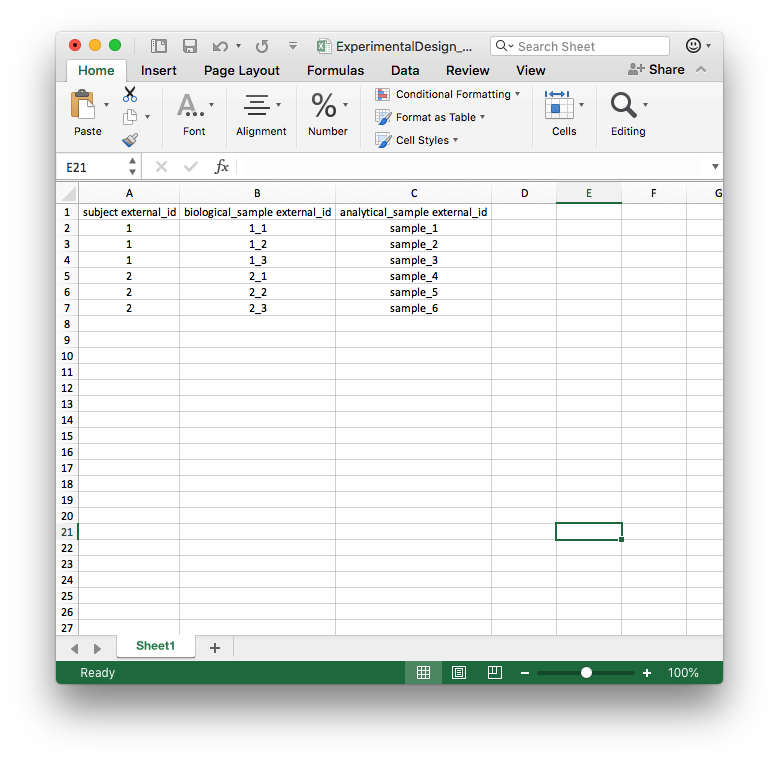 ExperimentalDesign_...
Search Sheet
Home Insert Page Layout Formulas Data Review View Share
Paste
A...
Font
Alignment
%
Number
Conditional Formatting
Format as Table
Cell Styles
Cells
Editing
E21 fx
A B C D E F G
1 subject external_id biological_sample external_id analytical_sample external_id
2 1 1_1 sample_1
3 1 1_2 sample_2
4 1 1_3 sample_3
5 2 2_1 sample_4
6 2 2_2 sample_5
7 2 2_3 sample_6
8
9
10
11
12
13
14
15
16
17
18
19
20
21
22
23
24
25
26
27
Sheet1 +
Ready − + 100%